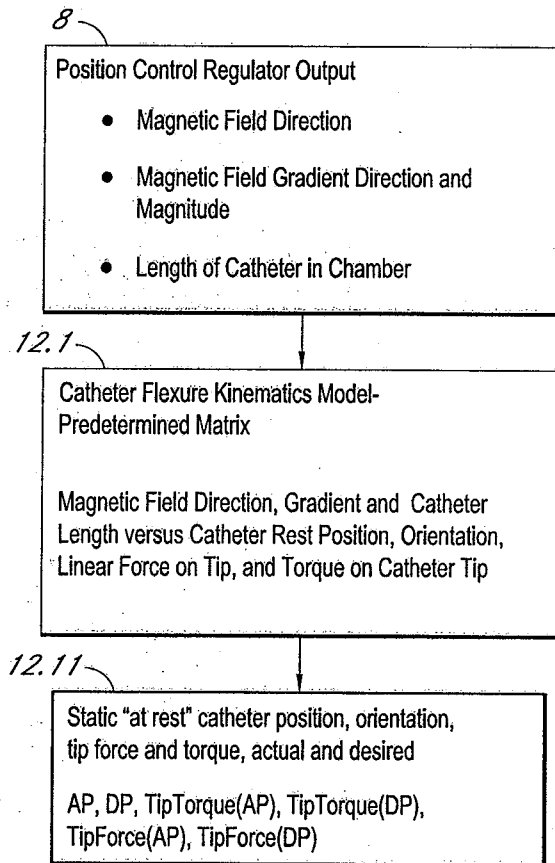 8
Position Control Regulator Output
• Magnetic Field Direction
• Magnetic Field Gradient Direction and
Magnitude
• Length of Catheter in Chamber
12.1
Catheter Flexure Kinematics Model-
Predetermined Matrix
Magnetic Field Direction, Gradient and Catheter
Length versus Catheter Rest Position, Orientation,
Linear Force on Tip, and Torque on Catheter Tip
12.11
Static "at rest" catheter position, orientation,
tip force and torque, actual and desired
AP, DP, TipTorque(AP), TipTorque(DP),
TipForce(AP), TipForce(DP)